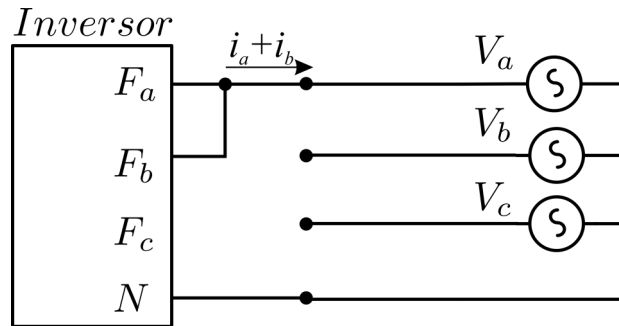 Inversor
i_a+i_b
F_a
V_a
F_b
V_b
F_c
V_c
N